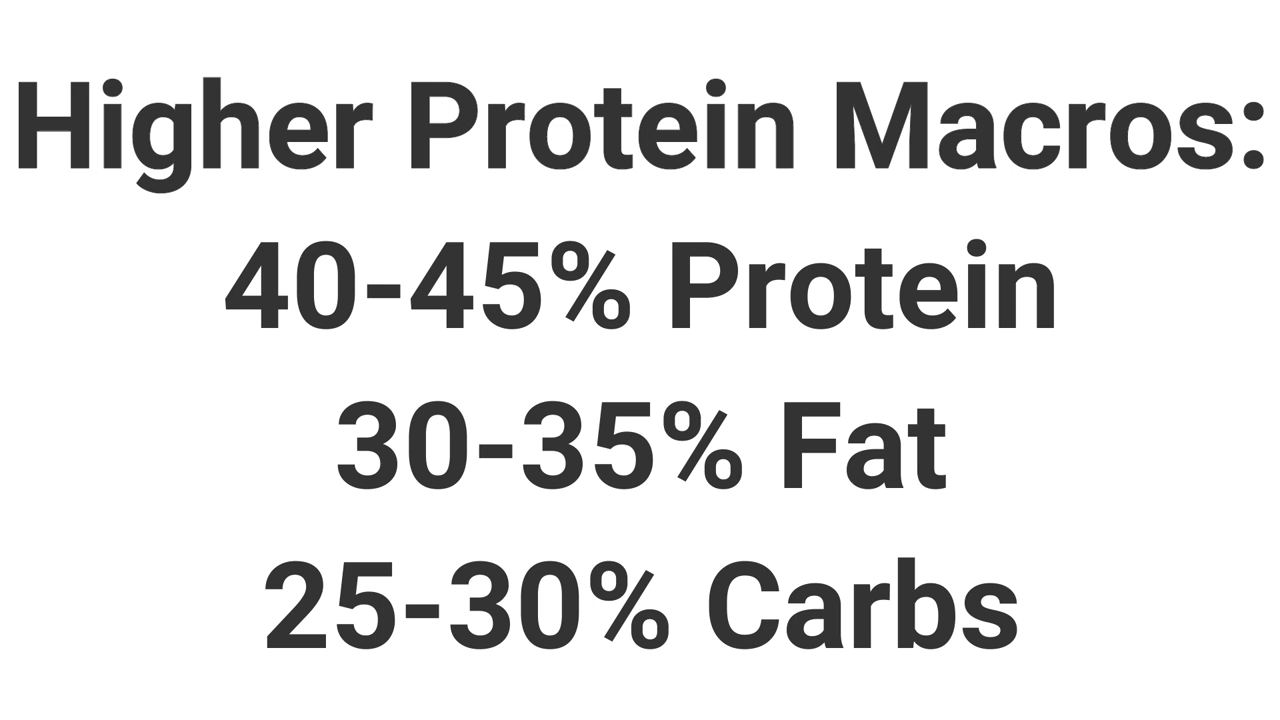 Higher Protein Macros:
40-45% Protein
30-35% Fat
25-30% Carbs